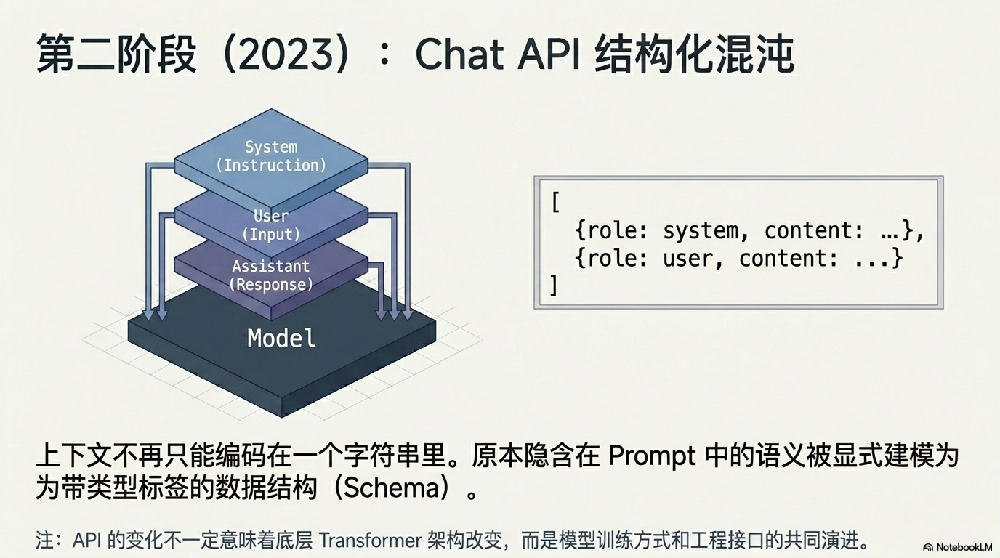 第二阶段（2023）：Chat API 结构化混沌
System
(Instruction)
User
(Input)
Assistant
(Response)
Model
[
{role: system, content: …},
{role: user, content: ...}
]
上下文不再只能编码在一个字符串里。原本隐含在 Prompt 中的语义被显式建模为
为带类型标签的数据结构（Schema）。
注：API 的变化不一定意味着底层 Transformer 架构改变，而是模型训练方式和工程接口的共同演进。
NotebookLM